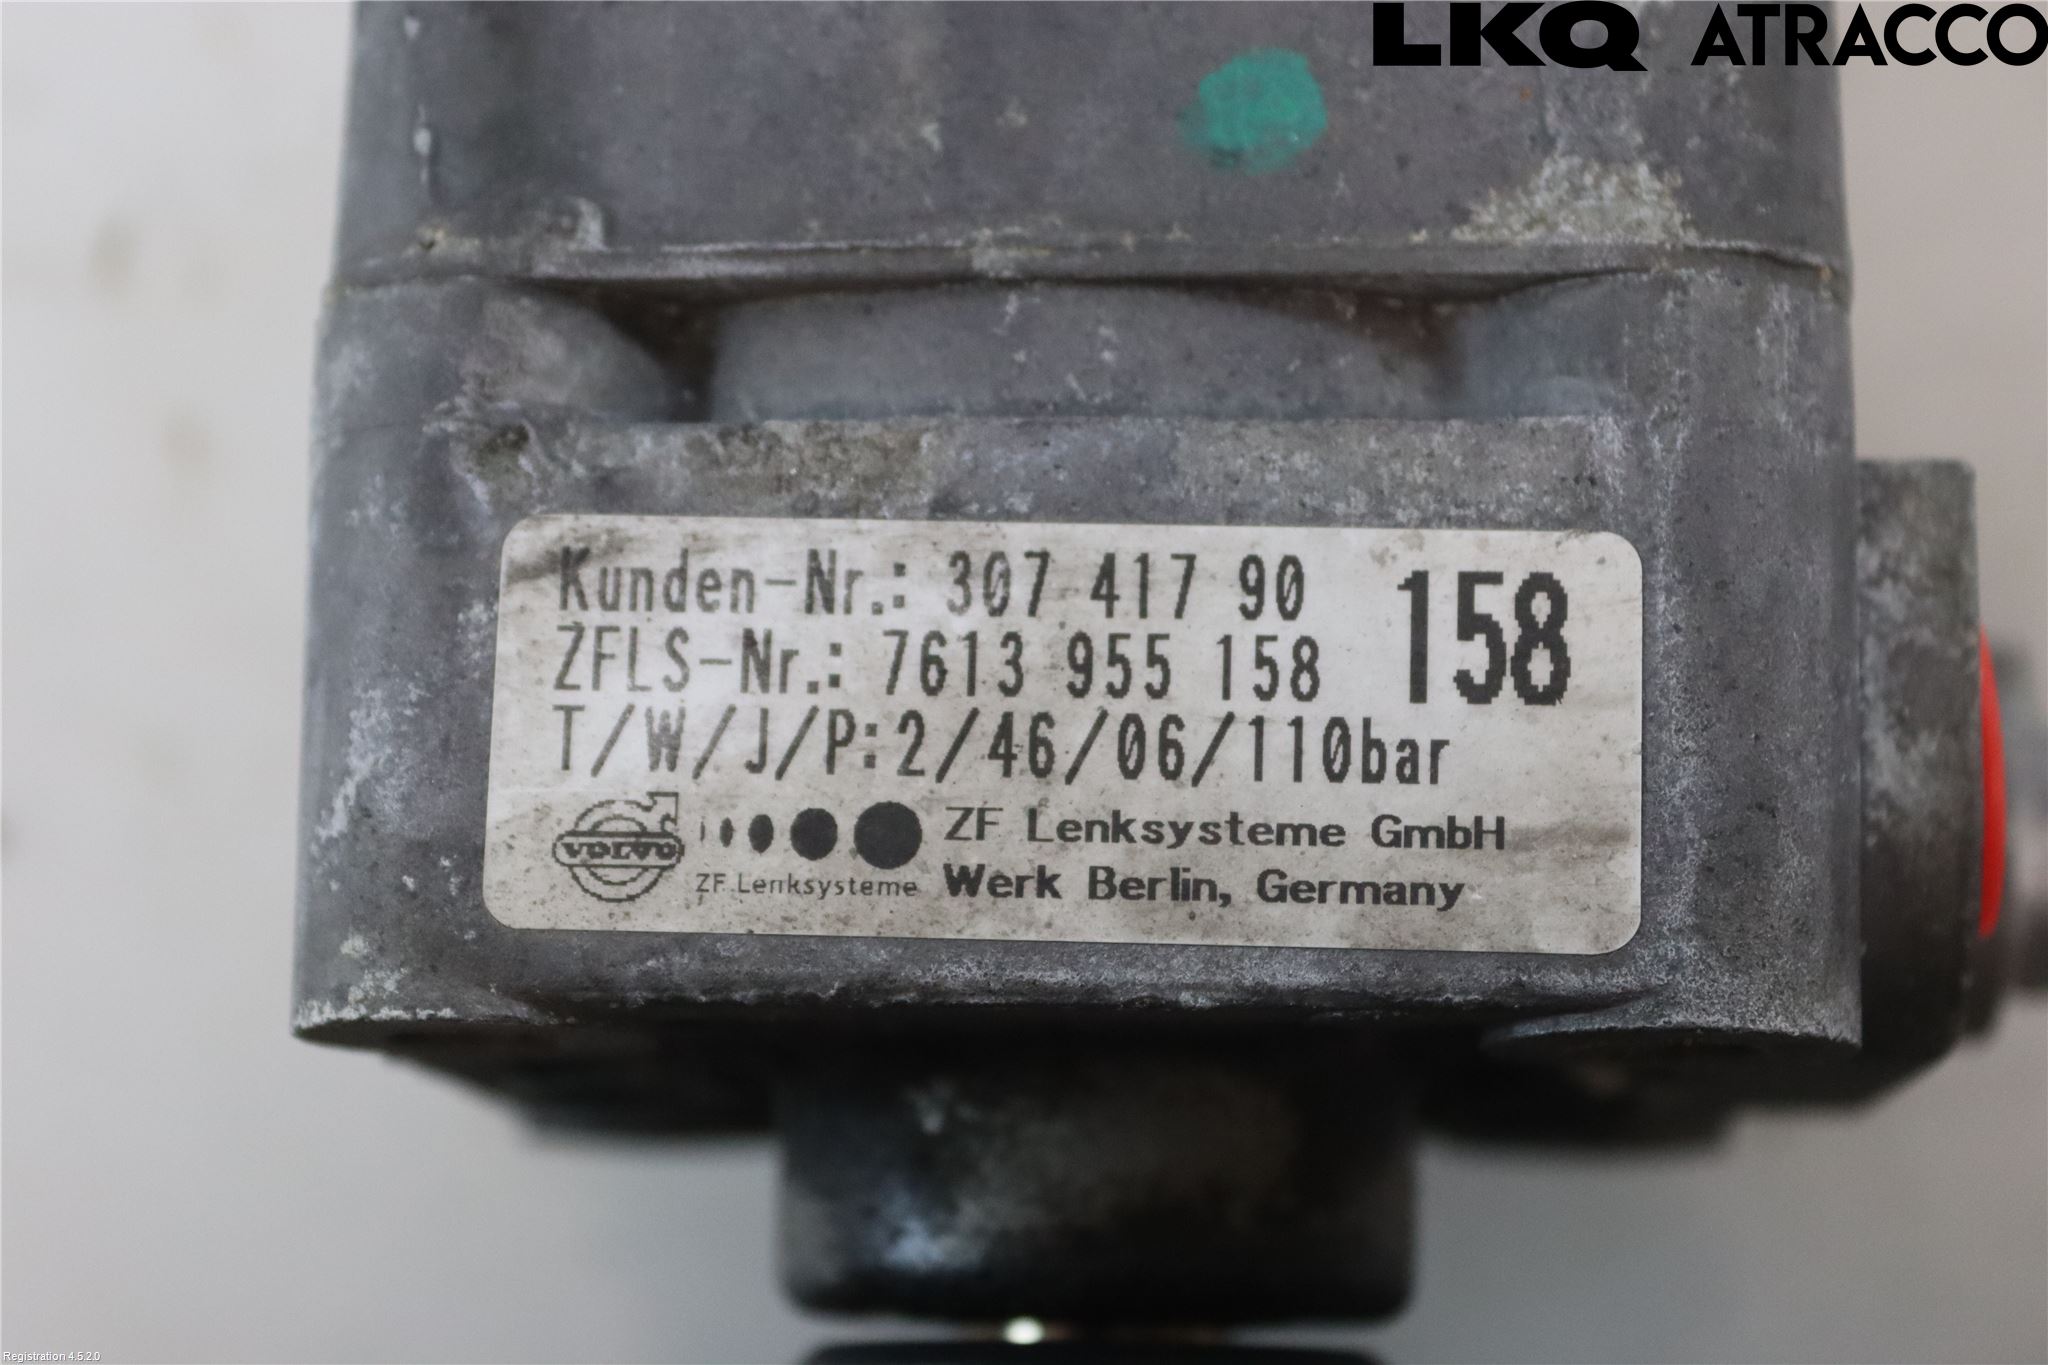 LKQ ATRACCO
Kunden-Nr.: 307 417 90
158
ZFLS-Nr.: 7613 955 158
T/W/J/P:2/46/06/110bar
VOLVO
ZF Lenksysteme
ZF Lenksysteme GmbH
Werk Berlin, Germany
Registration 4.5.2.0